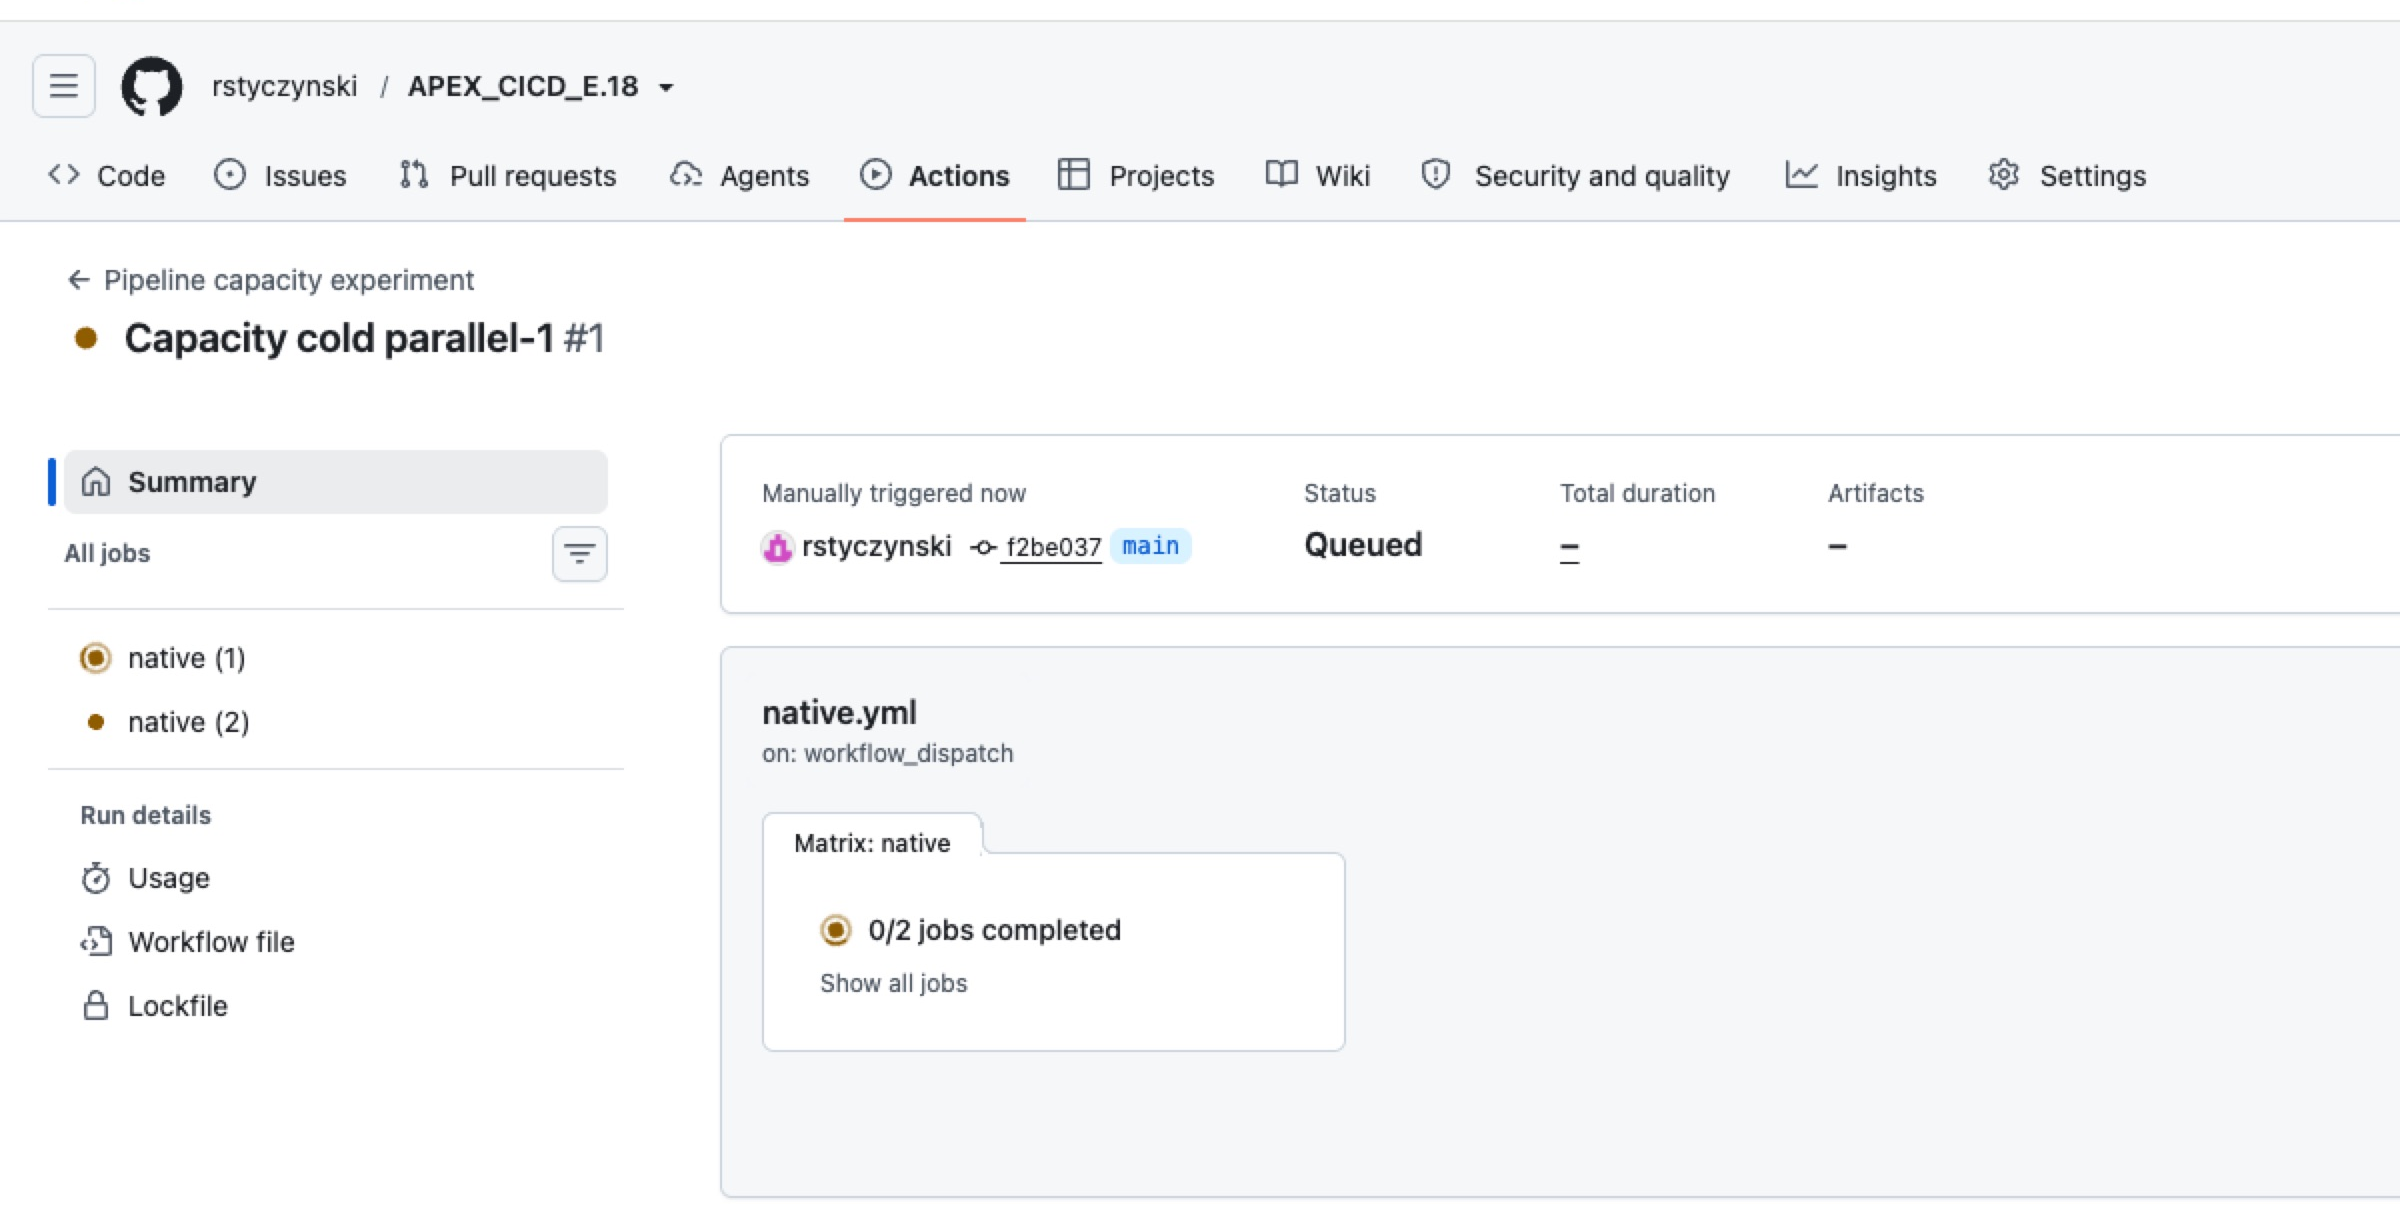 rstyczynski / APEX_CICD_E.18
Code Issues Pull requests Agents Actions Projects Wiki Security and quality Insights Settings
Pipeline capacity experiment
Capacity cold parallel-1 #1
Summary
All jobs
native (1)
native (2)
Run details
Usage
Workflow file
Lockfile
Manually triggered now Status Total duration Artifacts
rstyczynski f2be037 main Queued – –
native.yml
on: workflow_dispatch
Matrix: native
0/2 jobs completed
Show all jobs